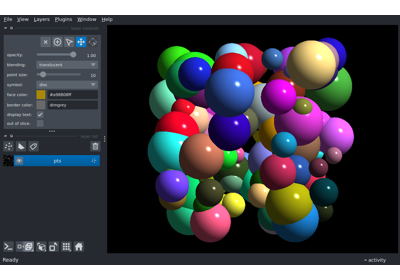 File View Layers Plugins Window Help
opacity: 1.00
blending: translucent
point size: 10
symbol: disc
face color:
border color: dimgrey
display text: ✓
out of slice:
pts
Ready
activity